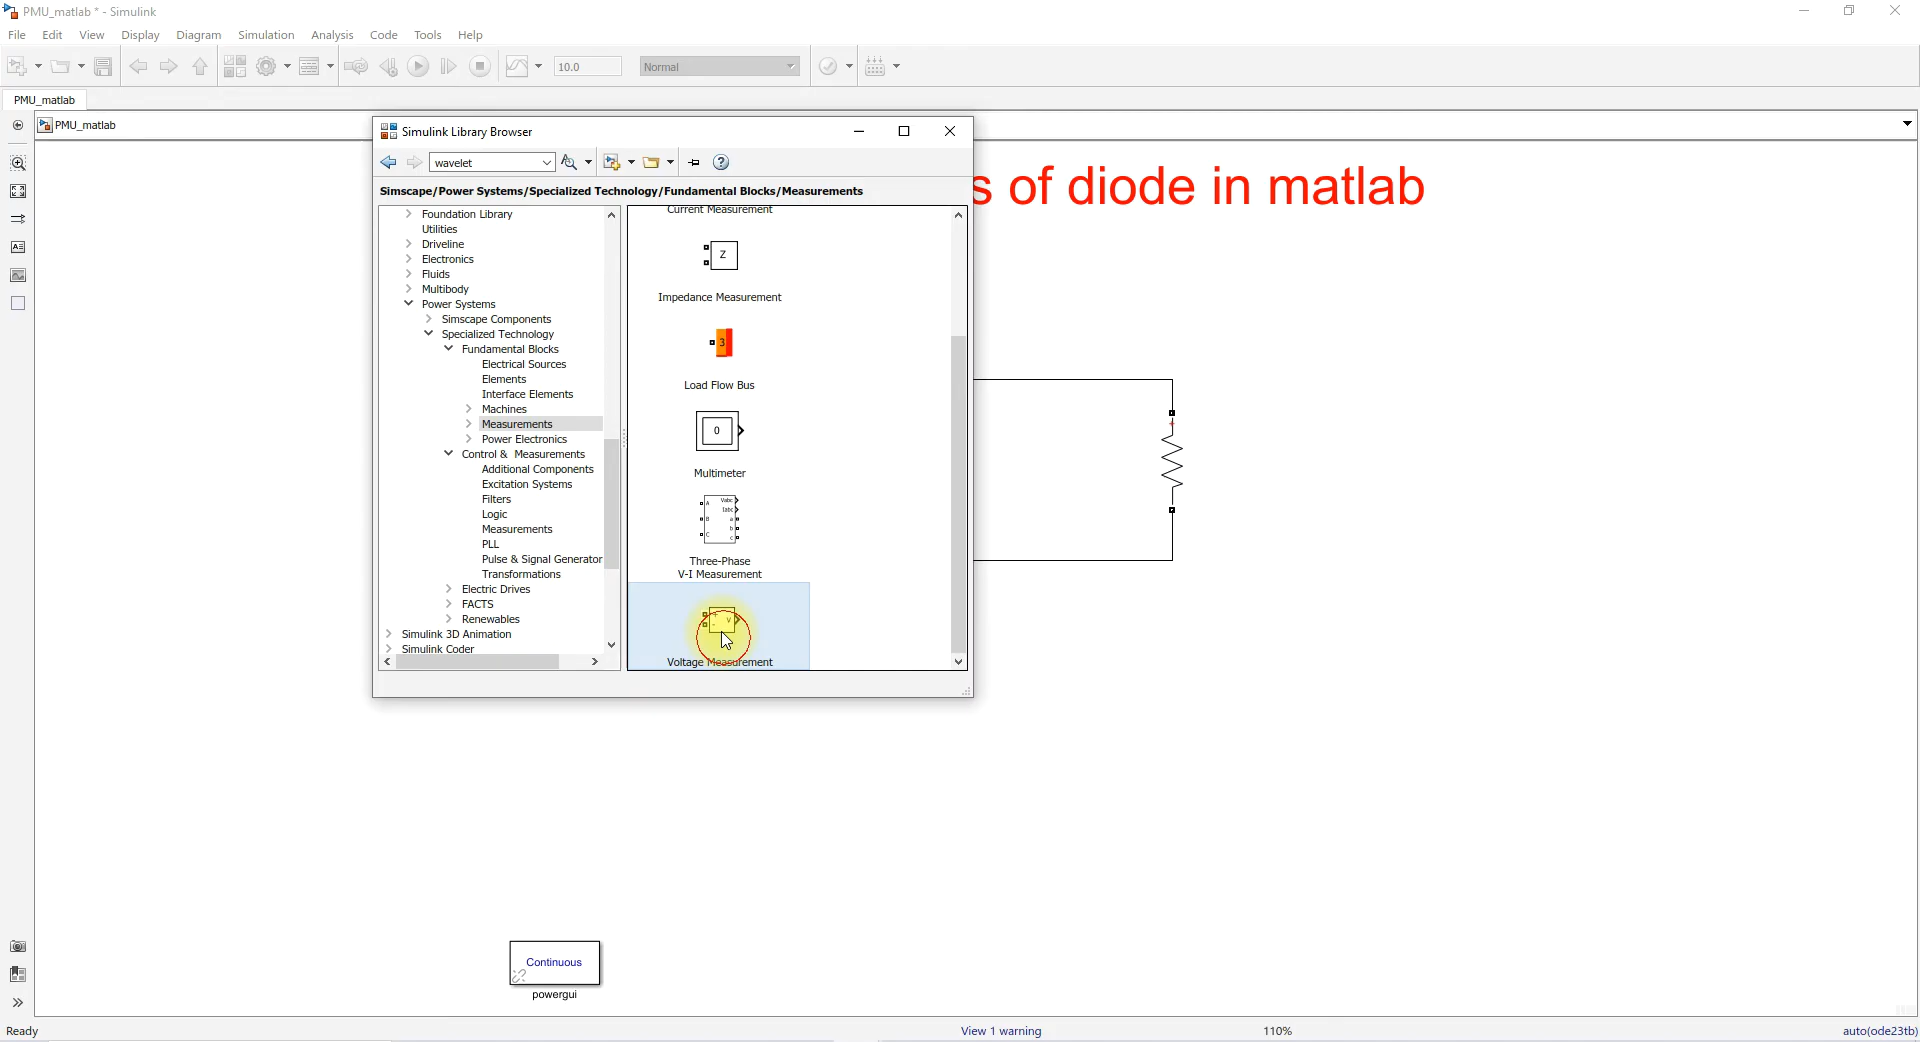 PMU_matlab * - Simulink
File Edit View Display Diagram Simulation Analysis Code Tools Help
10.0 Normal
PMU_matlab
PMU_matlab
Simulink Library Browser
wavelet
Simscape/Power Systems/Specialized Technology/Fundamental Blocks/Measurements
s of diode in matlab
Foundation Library
Utilities
Driveline
Electronics
Fluids
Multibody
Power Systems
Simscape Components
Specialized Technology
Fundamental Blocks
Electrical Sources
Elements
Interface Elements
Machines
Measurements
Power Electronics
Control & Measurements
Additional Components
Excitation Systems
Filters
Logic
Measurements
PLL
Pulse & Signal Generator
Transformations
Electric Drives
FACTS
Renewables
Simulink 3D Animation
Simulink Coder
Current Measurement
Z
Impedance Measurement
3
Load Flow Bus
0
Multimeter
A Vabc
Iabc
B a
b
C c
Three-Phase
V-I Measurement
+ v
-
Voltage Measurement
+
Continuous
powergui
Ready View 1 warning 110% auto(ode23tb)